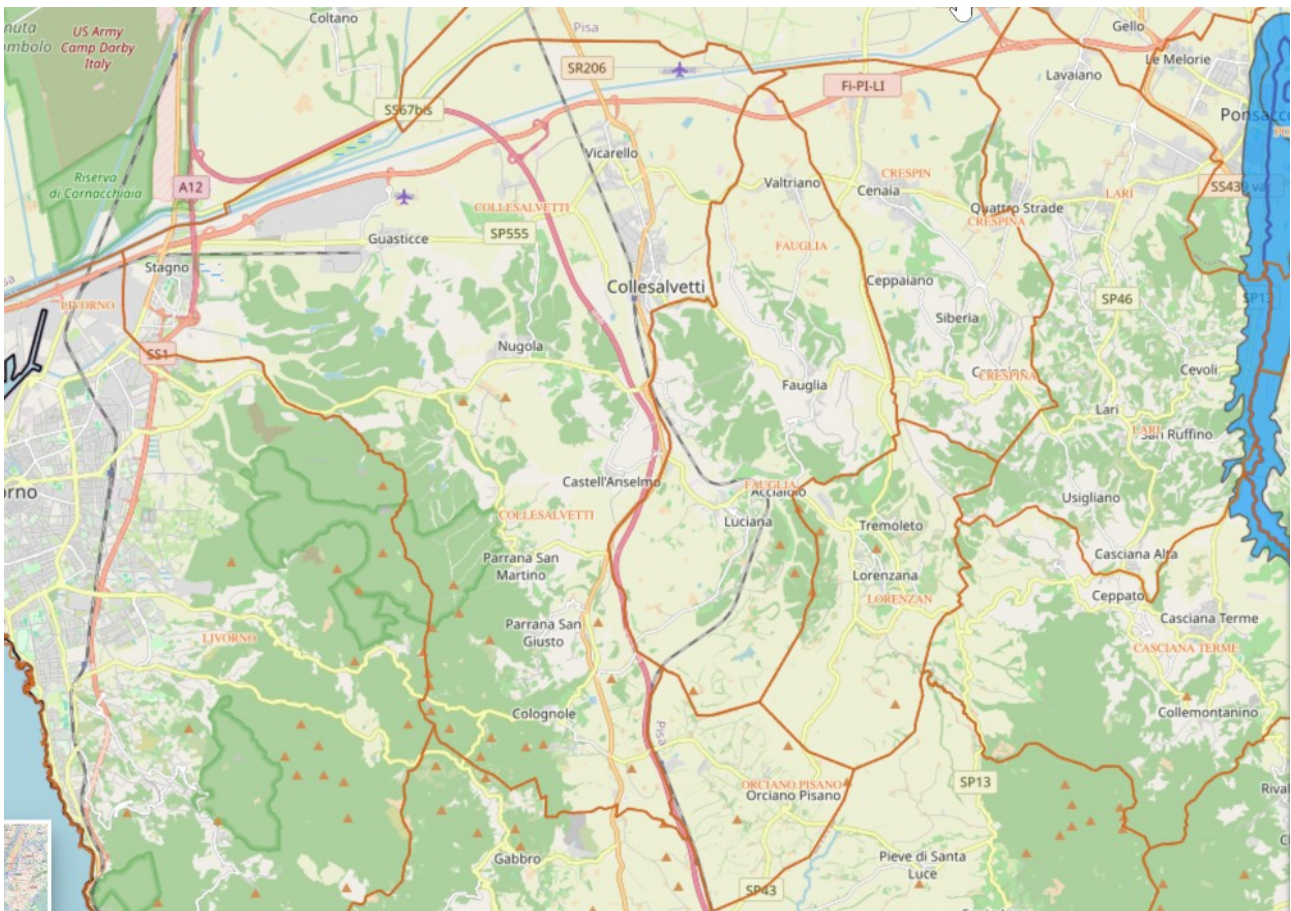 Coltano
Pisa
Gello
US Army
Camp Darby
Italy
SR206
Le Melorie
Lavaiano
Fi-PI-LI
SS67bis
Vicarello
Riserva
di Cornacchiaia
A12
Valtriano
CRESPIN
Cenaia
SS439 var
LARI
COLLESALVETTI
Quattro Strade
CRESPINA
SP555
Guasticce
FAUGLIA
Stagno
Ceppaiano
Collesalvetti
LIVORNO
SP46
Siberia
Nugola
SS1
Fauglia
CRESPINA
Cevoli
Lari
LARI
San Ruffino
Castell'Anselmo
FAUGLIA
Acciaiolo
Usigliano
COLLESALVETTI
Luciana
Tremoleto
Parrana San
Martino
Casciana Alta
Lorenzana
Ceppato
LORENZAN
Parrana San
Giusto
LIVORNO
Casciana Terme
CASCIANA TERME
Colognole
Collemontanino
Pisa
SP13
ORCIANO PISANO
Orciano Pisano
Gabbro
Pieve di Santa
Luce
SP43